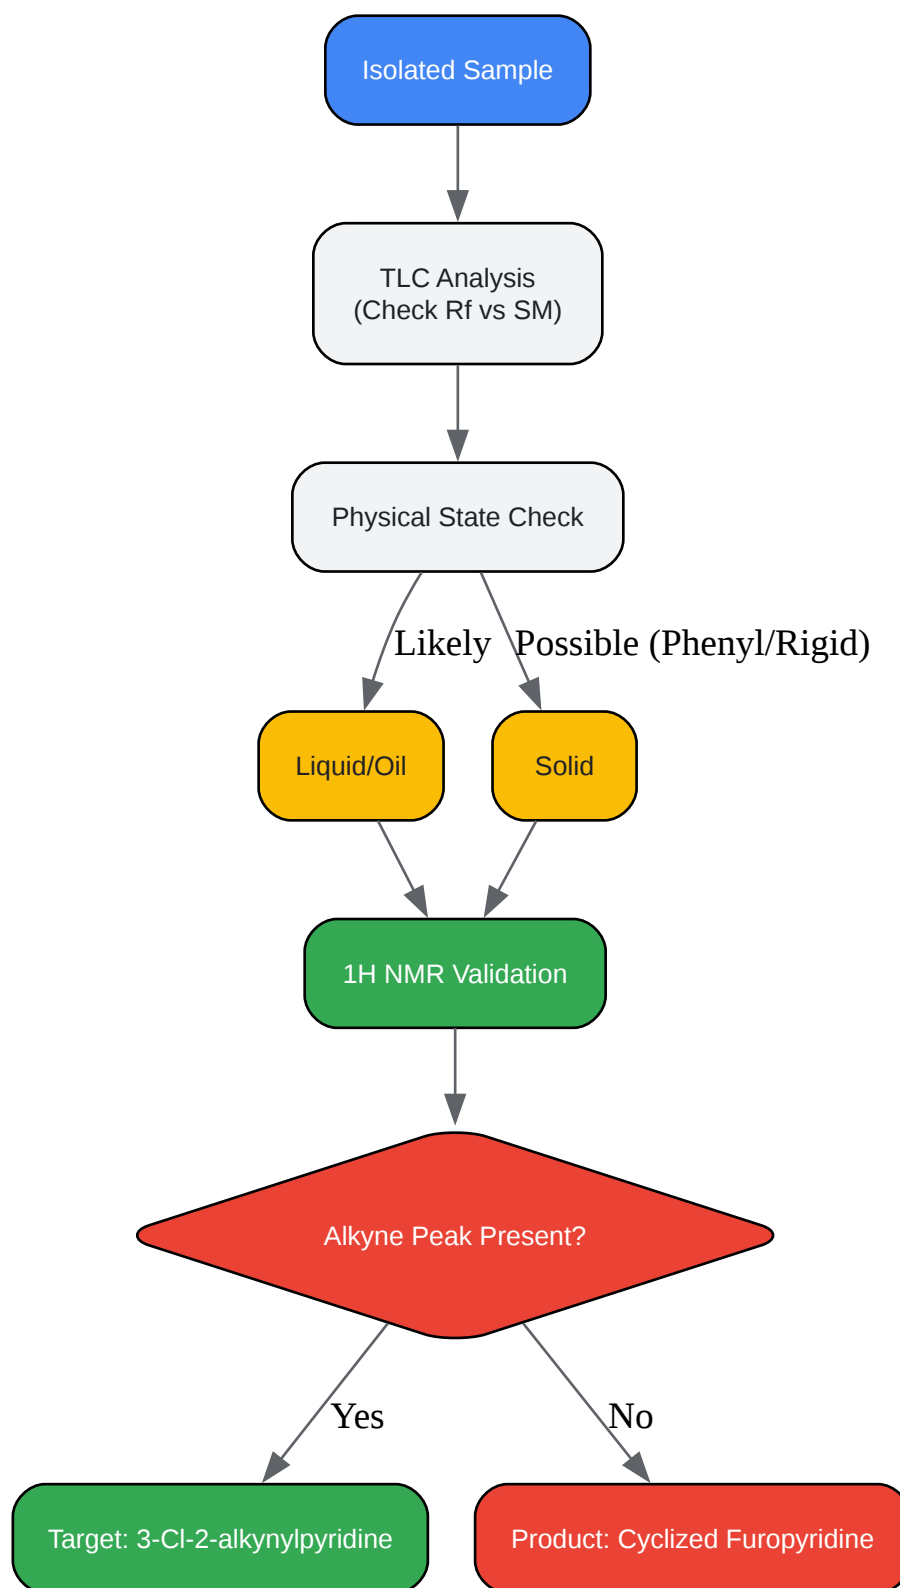 Isolated Sample
TLC Analysis
(Check Rf vs SM)
Physical State Check
Likely
Possible (Phenyl/Rigid)
Liquid/Oil
Solid
1H NMR Validation
Alkyne Peak Present?
Yes
No
Target: 3-Cl-2-alkynylpyridine
Product: Cyclized Furopyridine